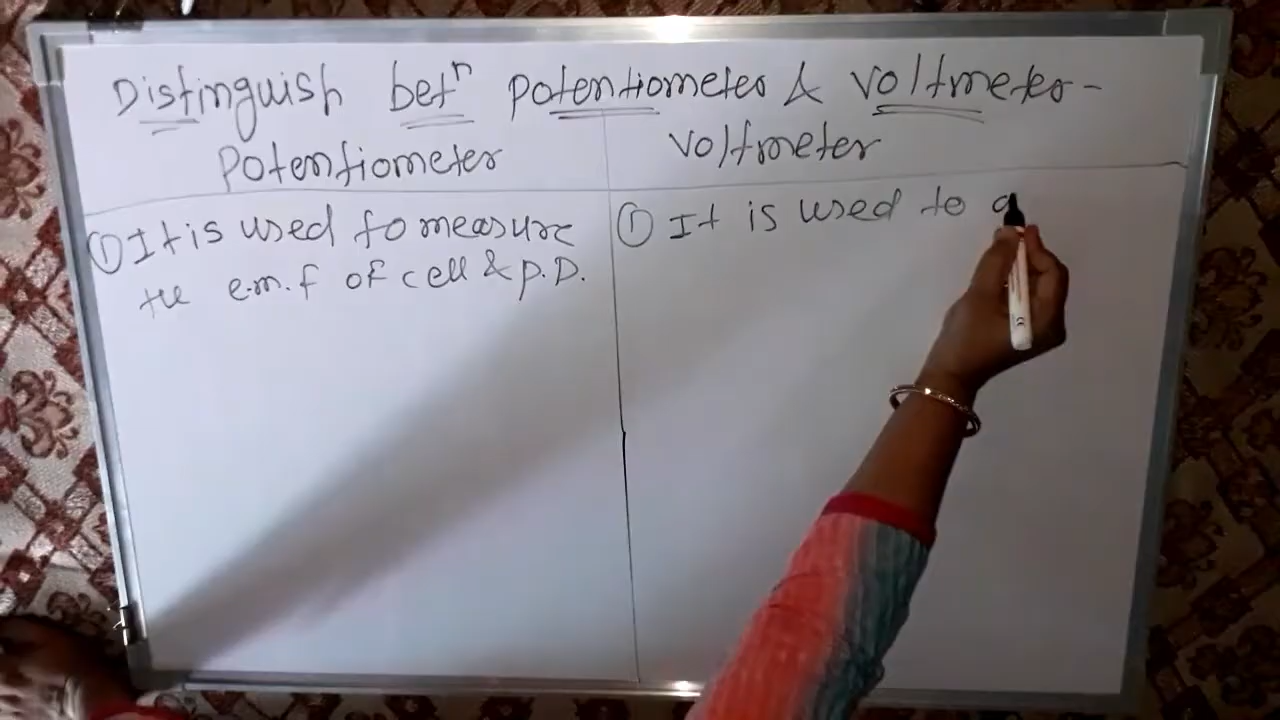 Distinguish betn potentiometer & voltmeter-
Potentiometer
voltmeter
① It is used to measure
the e.m.f of cell & p.D.
① It is used to